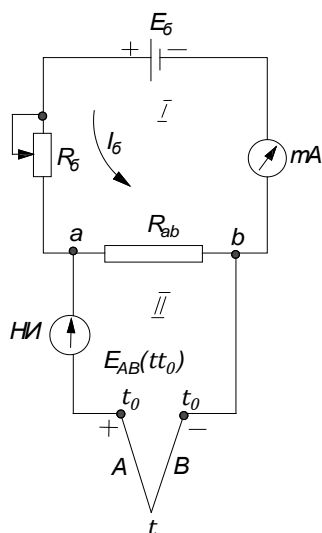 Eб
+ −
I
Iб
Rб
mA
a
Rab
b
II
НИ
EAB(tt0)
t0 t0
+ −
A B
t